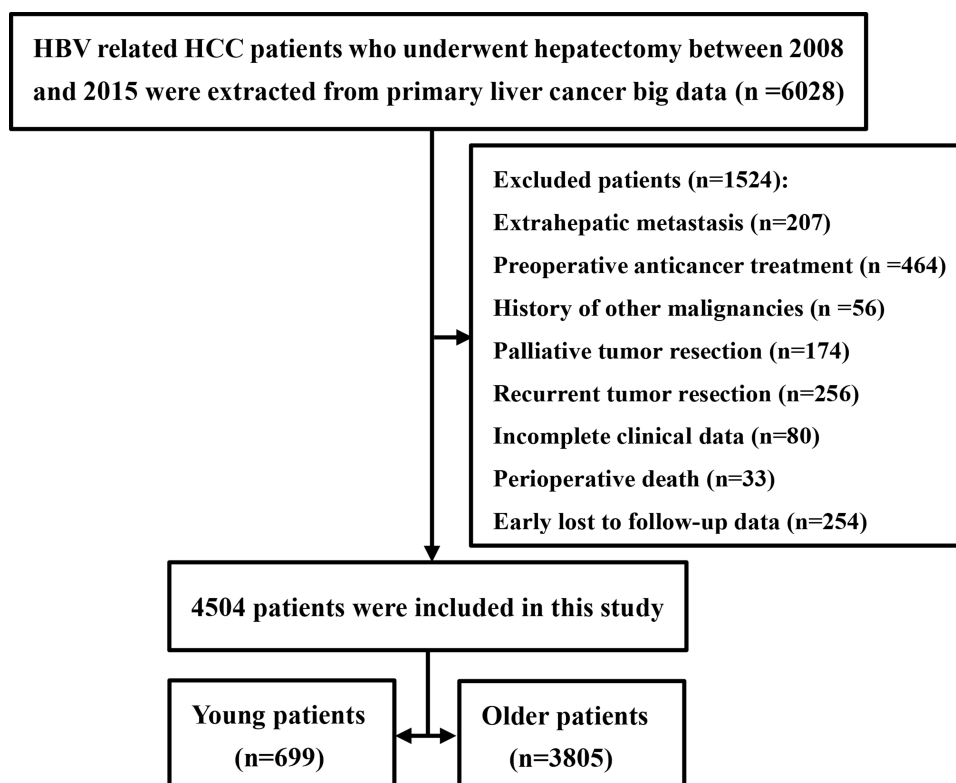 HBV related HCC patients who underwent hepatectomy between 2008
and 2015 were extracted from primary liver cancer big data (n =6028)
Excluded patients (n=1524):
Extrahepatic metastasis (n=207)
Preoperative anticancer treatment (n =464)
History of other malignancies (n =56)
Palliative tumor resection (n=174)
Recurrent tumor resection (n=256)
Incomplete clinical data (n=80)
Perioperative death (n=33)
Early lost to follow-up data (n=254)
4504 patients were included in this study
Young patients
(n=699)
Older patients
(n=3805)